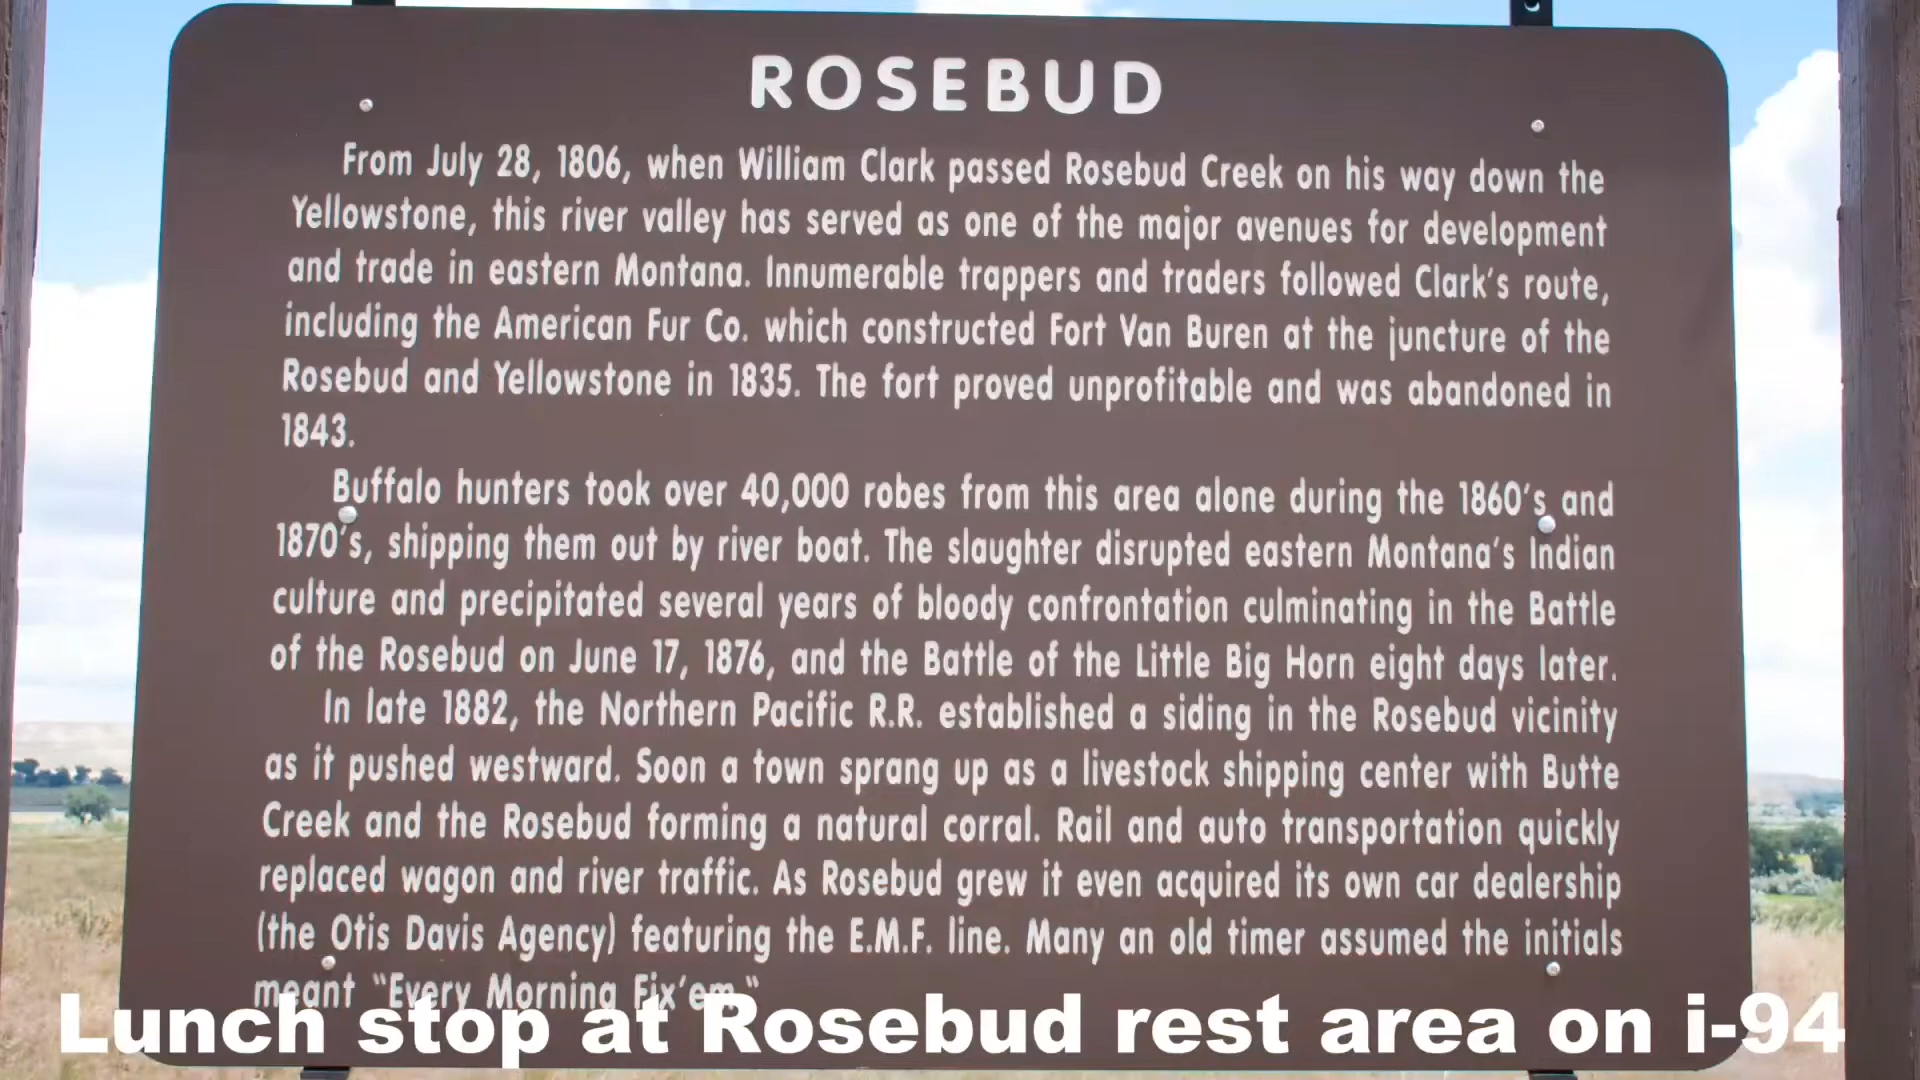 ROSEBUD
From July 28, 1806, when William Clark passed Rosebud Creek on his way down the
Yellowstone, this river valley has served as one of the major avenues for development
and trade in eastern Montana. Innumerable trappers and traders followed Clark's route,
including the American Fur Co. which constructed Fort Van Buren at the juncture of the
Rosebud and Yellowstone in 1835. The fort proved unprofitable and was abandoned in
1843.
Buffalo hunters took over 40,000 robes from this area alone during the 1860's and
1870's, shipping them out by river boat. The slaughter disrupted eastern Montana's Indian
culture and precipitated several years of bloody confrontation culminating in the Battle
of the Rosebud on June 17, 1876, and the Battle of the Little Big Horn eight days later.
In late 1882, the Northern Pacific R.R. established a siding in the Rosebud vicinity
as it pushed westward. Soon a town sprang up as a livestock shipping center with Butte
Creek and the Rosebud forming a natural corral. Rail and auto transportation quickly
replaced wagon and river traffic. As Rosebud grew it even acquired its own car dealership
(the Otis Davis Agency) featuring the E.M.F. line. Many an old timer assumed the initials
meant "Every Morning Fix'em."
Lunch stop at Rosebud rest area on i-94